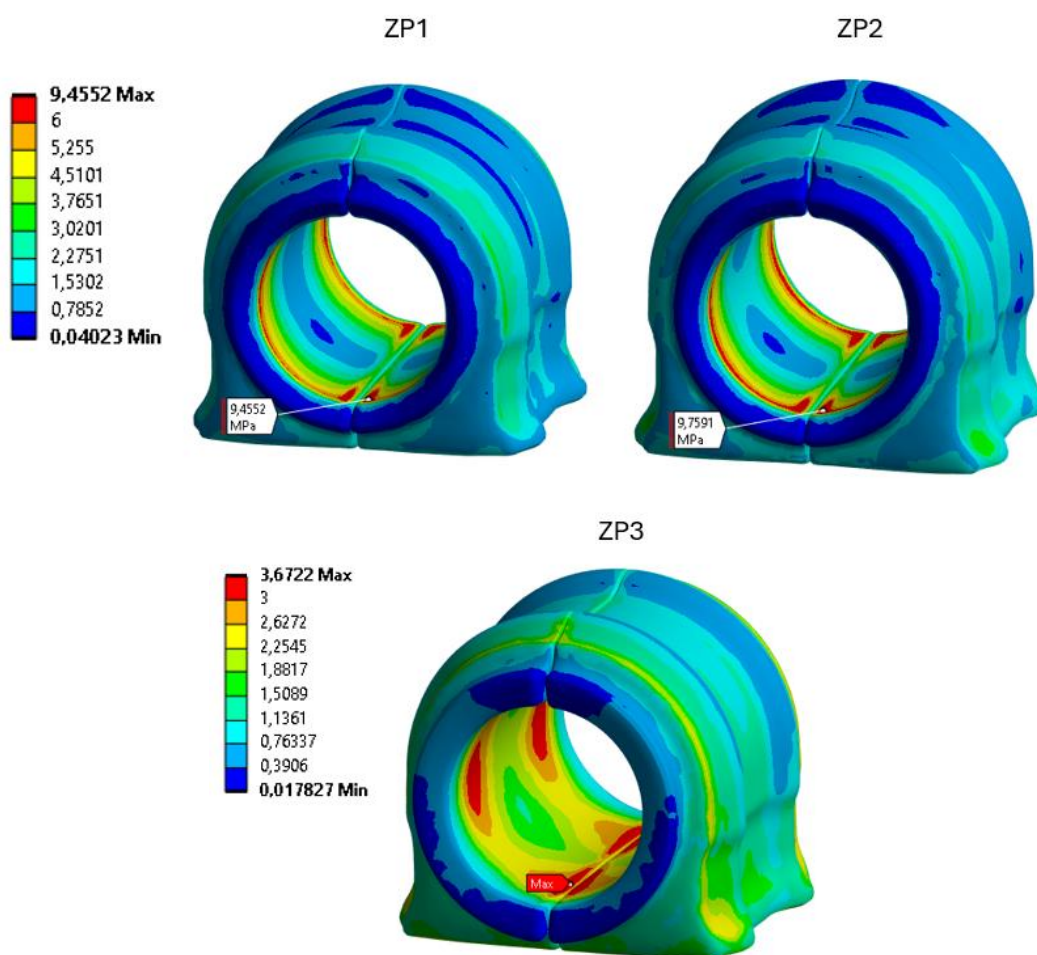 ZP1
ZP2
9,4552 Max
6
5,255
4,5101
3,7651
3,0201
2,2751
1,5302
0,7852
0,04023 Min
9,4552
MPa
9,7591
MPa
ZP3
3,6722 Max
3
2,6272
2,2545
1,8817
1,5089
1,1361
0,76337
0,3906
0,017827 Min
Max